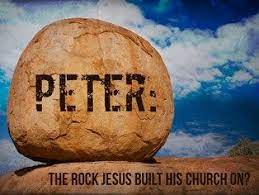 PETER:
THE ROCK JESUS BUILT HIS CHURCH ON?